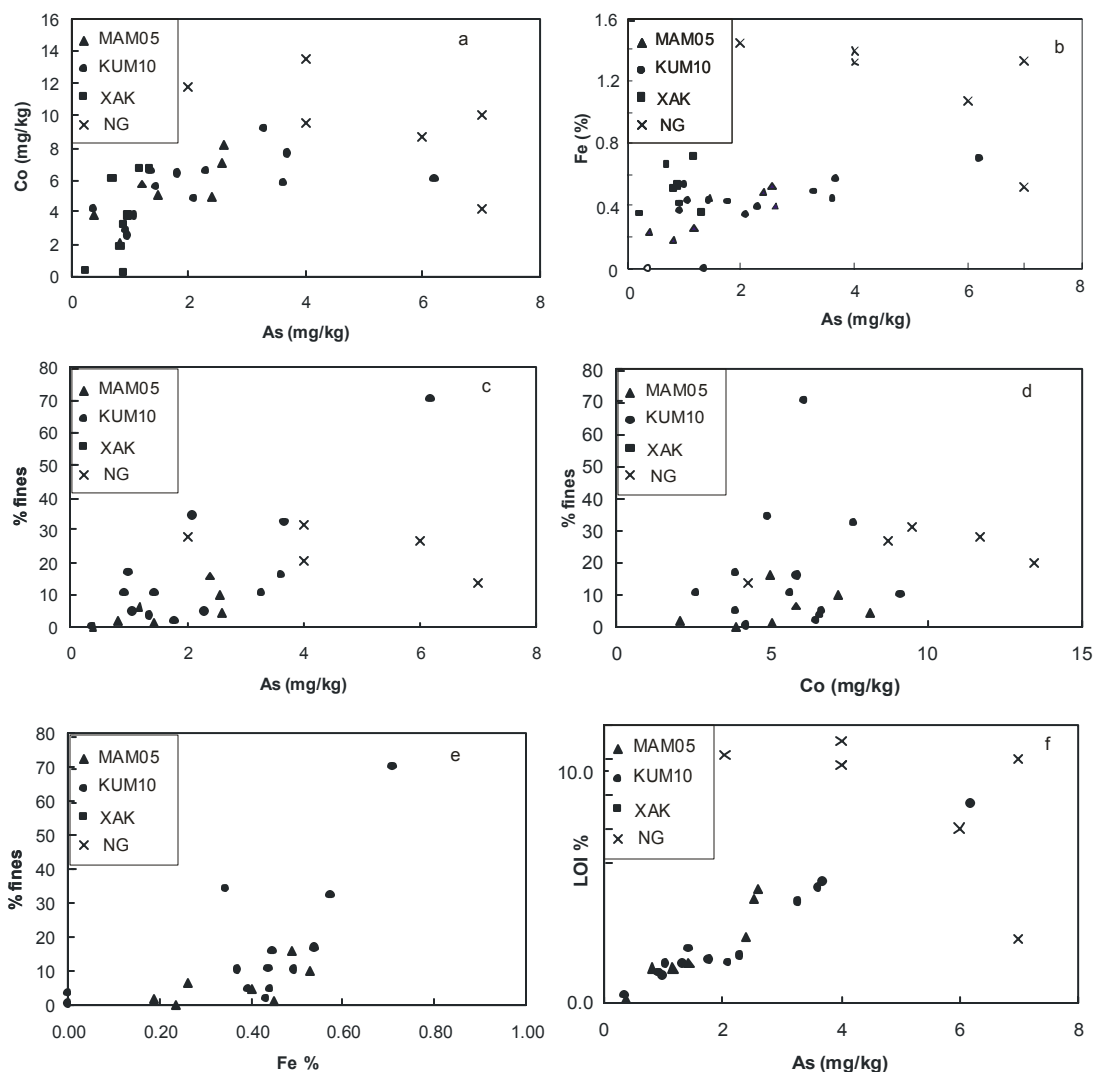 a
MAM05
KUM10
XAK
NG
16
14
12
10
8
6
4
2
0
Co (mg/kg)
0 2 4 6 8
As (mg/kg)
b
MAM05
KUM10
XAK
NG
1.6
1.2
0.8
0.4
0
Fe (%)
0 2 4 6 8
As (mg/kg)
c
MAM05
KUM10
XAK
NG
80
70
60
50
40
30
20
10
0
% fines
0 2 4 6 8
As (mg/kg)
d
MAM05
KUM10
XAK
NG
80
70
60
50
40
30
20
10
0
% fines
0 5 10 15
Co (mg/kg)
e
MAM05
KUM10
XAK
NG
80
70
60
50
40
30
20
10
0
% fines
0.00 0.20 0.40 0.60 0.80 1.00
Fe %
f
MAM05
KUM10
XAK
NG
10.0
0.0
LOI %
0 2 4 6 8
As (mg/kg)